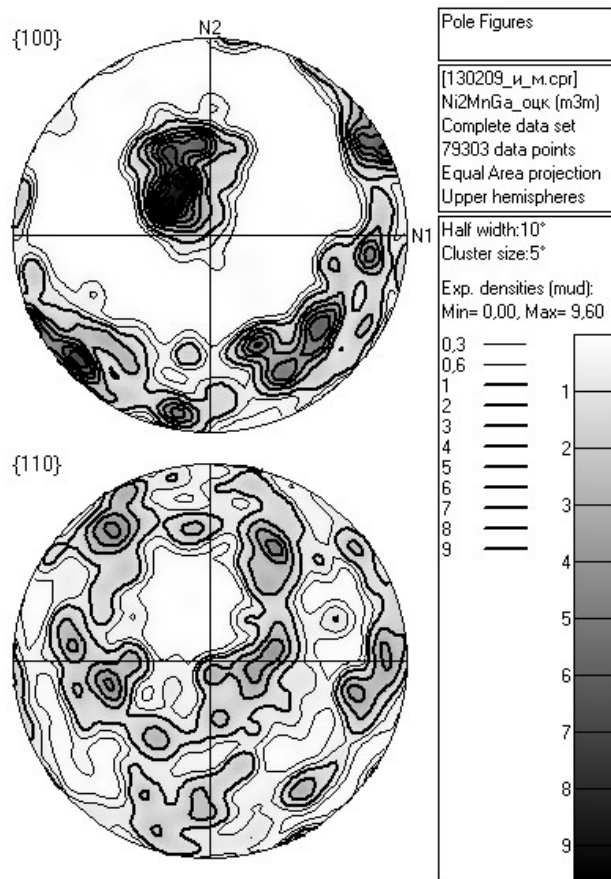 {100}
N2
N1
{110}
Pole Figures
[130209_и_м.cpr]
Ni2MnGa_оцк (m3m)
Complete data set
79303 data points
Equal Area projection
Upper hemispheres
Half width:10°
Cluster size:5°
Exp. densities (mud):
Min= 0,00, Max= 9,60
0,3
0,6
1
2
3
4
5
6
7
8
9
1
2
3
4
5
6
7
8
9